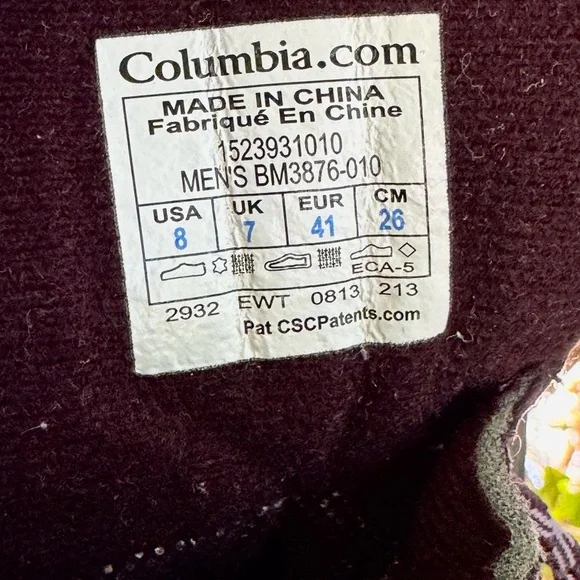 Columbia.com
MADE IN CHINA
Fabriqué En Chine
1523931010
MEN'S BM3876-010
USA UK EUR CM
8 7 41 26
ECA-5
2932 EWT 0813 213
Pat CSCPatents.com